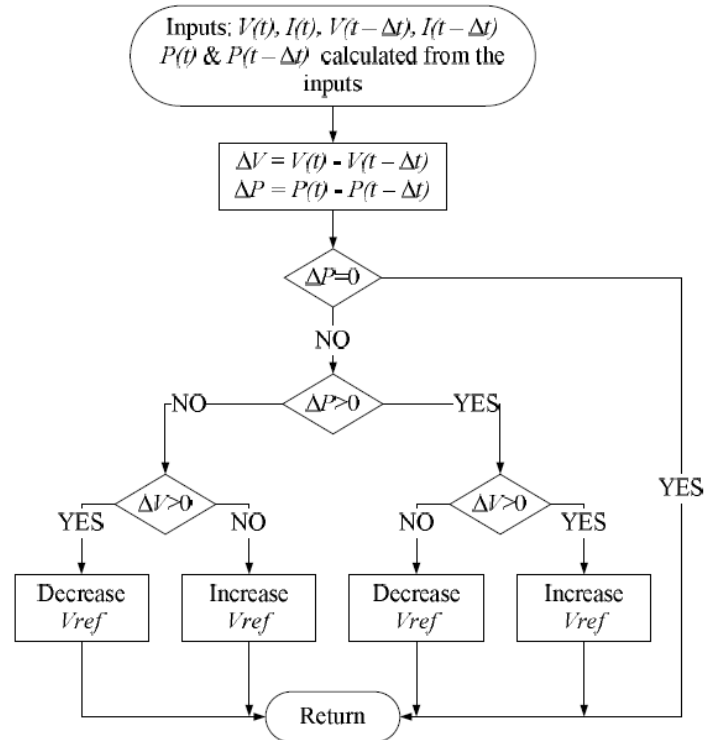 Inputs; V(t), I(t), V(t – Δt), I(t – Δt)
P(t) & P(t – Δt) calculated from the
inputs
ΔV = V(t) - V(t – Δt)
ΔP = P(t) - P(t – Δt)
ΔP=0
NO
NO
ΔP>0
YES
YES
YES
ΔV>0
NO
NO
ΔV>0
YES
Decrease
Vref
Increase
Vref
Decrease
Vref
Increase
Vref
Return